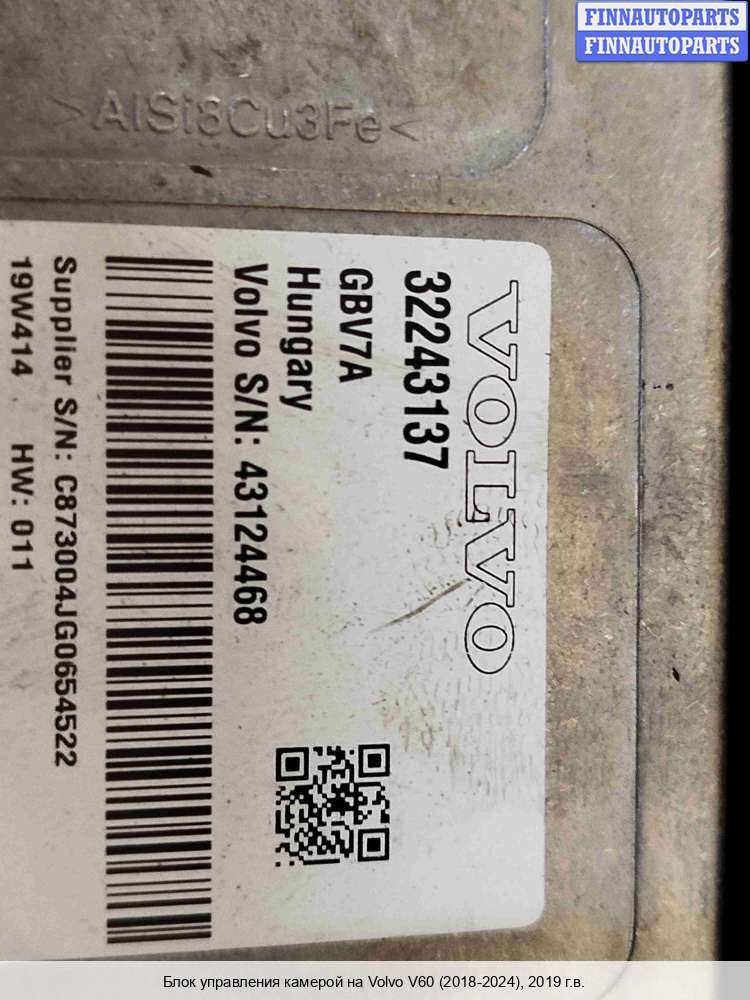 FINNAUTOPARTS
FINNAUTOPARTS
>AlSi8Cu3Fe<
VOLVO
32243137
GBV7A
Hungary
Volvo S/N: 43124468
Supplier S/N: C873004JG0654522
19W414 . HW: 011
Блок управления камерой на Volvo V60 (2018-2024), 2019 г.в.